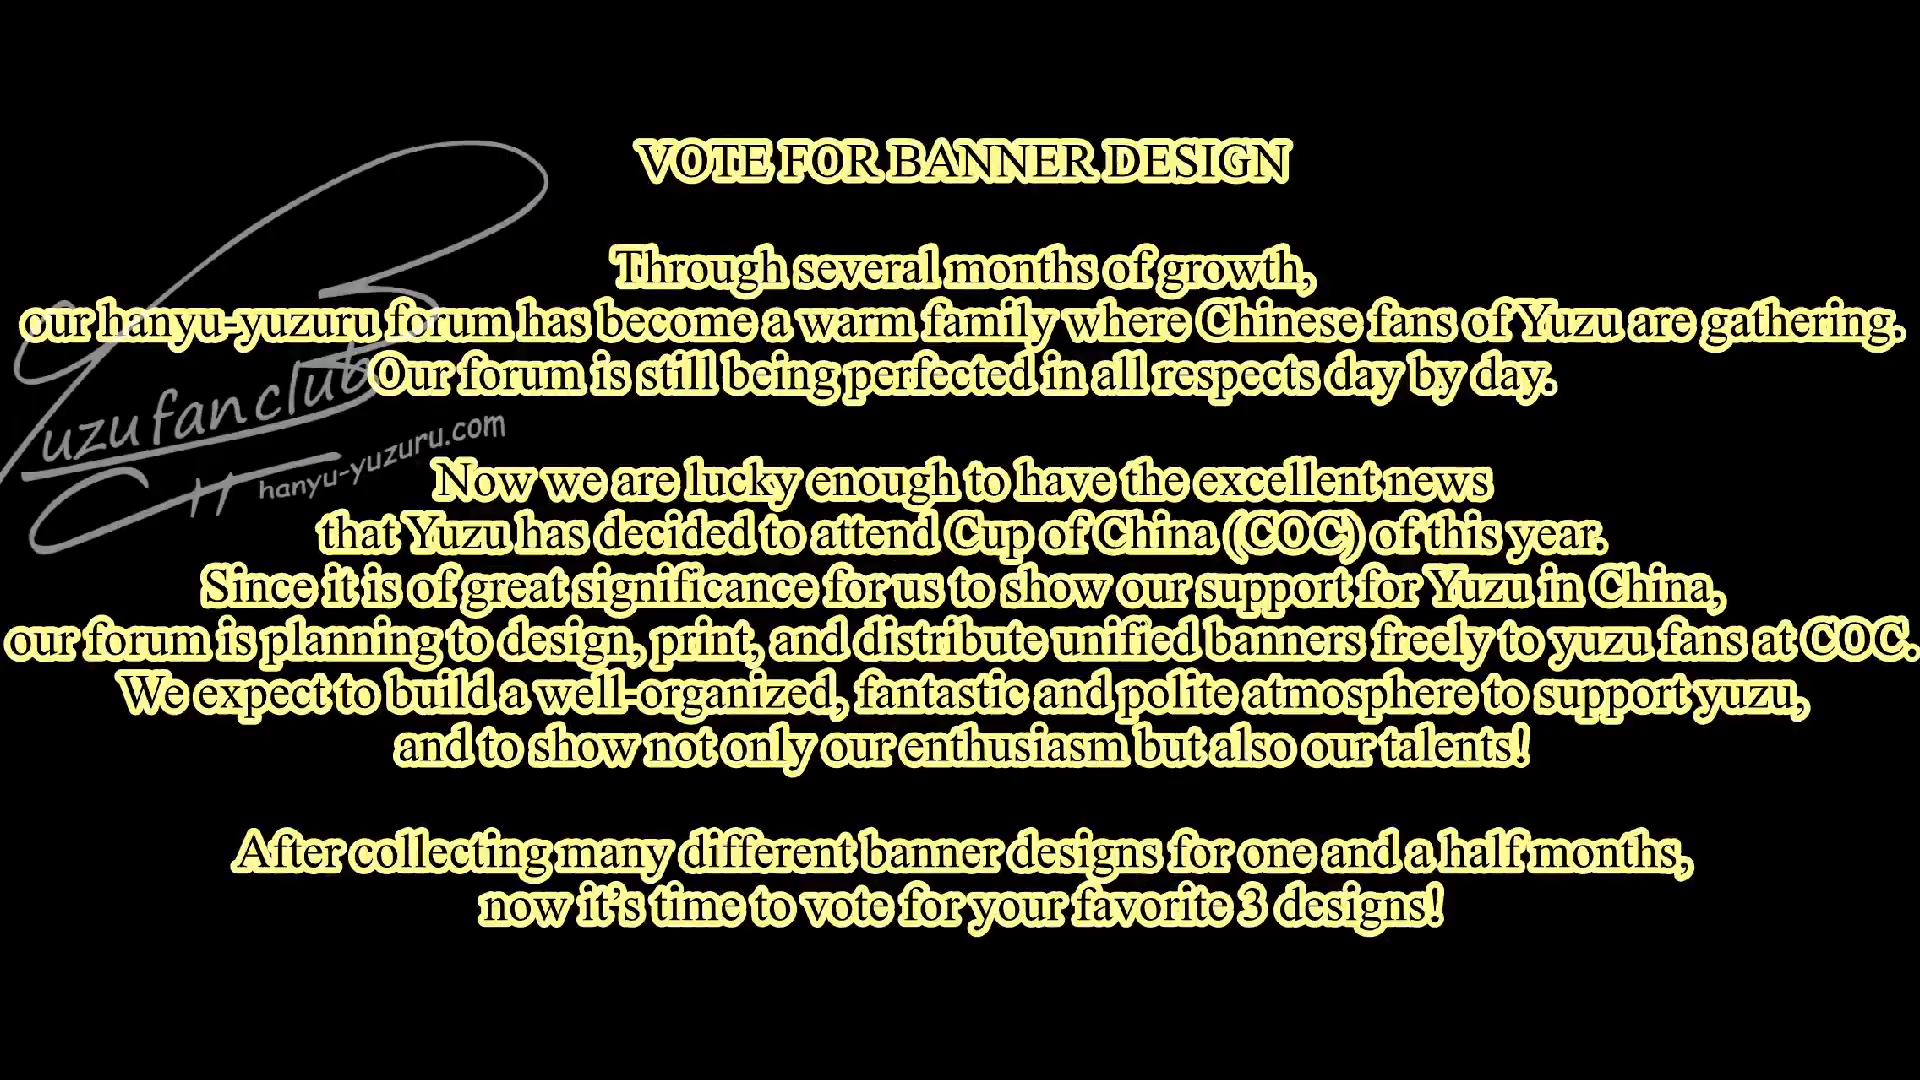 VOTE FOR BANNER DESIGN
Through several months of growth,
our hanyu-yuzuru forum has become a warm family where Chinese fans of Yuzu are gathering.
Our forum is still being perfected in all respects day by day.
Yuzu fanclub
hanyu-yuzuru.com
Now we are lucky enough to have the excellent news
that Yuzu has decided to attend Cup of China (COC) of this year.
Since it is of great significance for us to show our support for Yuzu in China,
our forum is planning to design, print, and distribute unified banners freely to yuzu fans at COC.
We expect to build a well-organized, fantastic and polite atmosphere to support yuzu,
and to show not only our enthusiasm but also our talents!
After collecting many different banner designs for one and a half months,
now it’s time to vote for your favorite 3 designs!